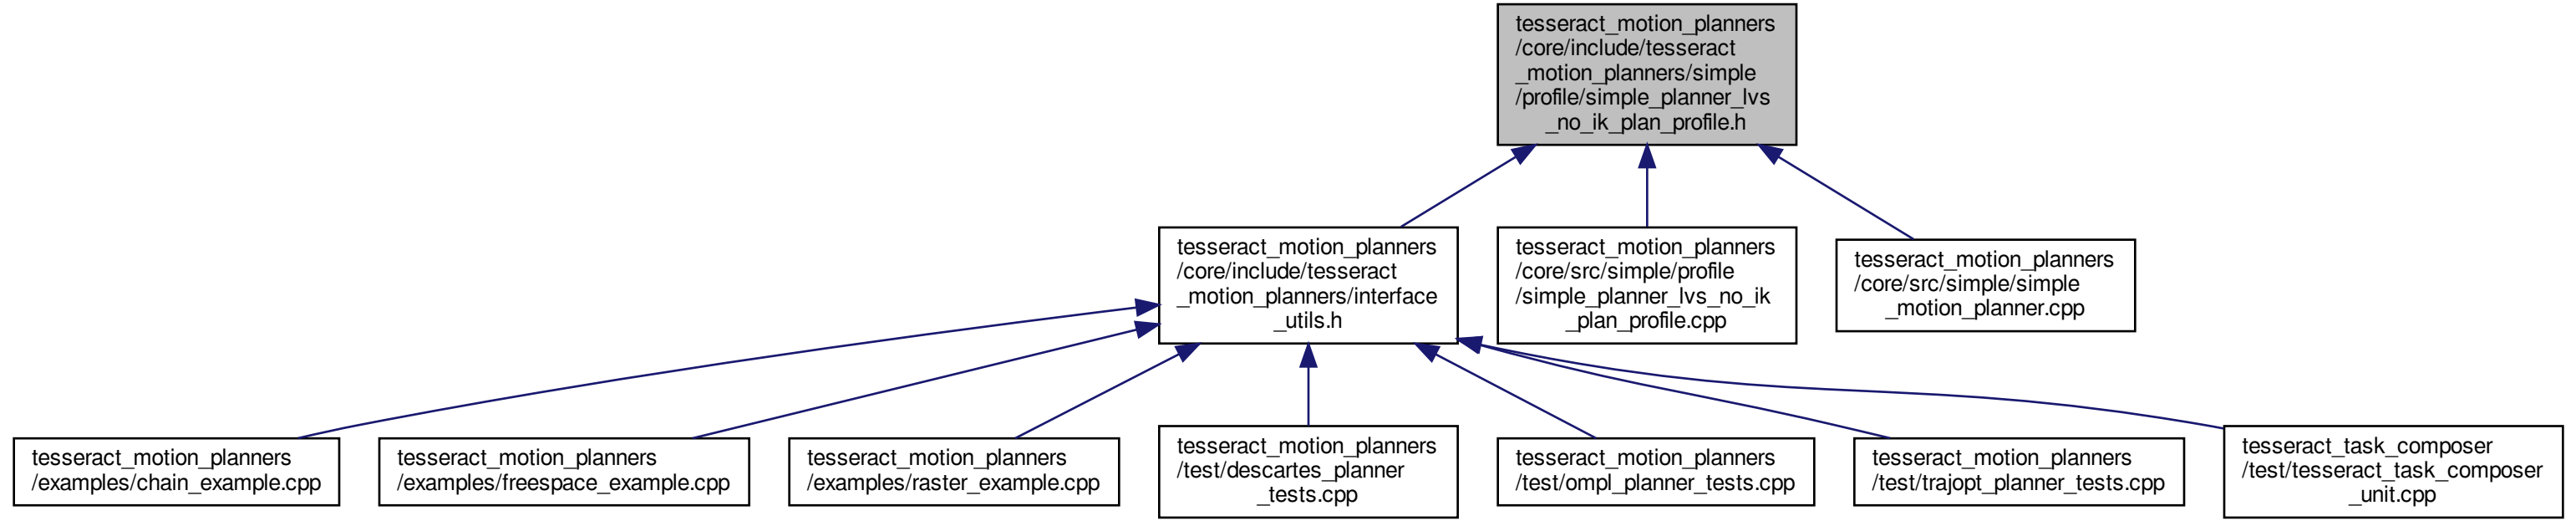 tesseract_motion_planners
/core/include/tesseract
_motion_planners/simple
/profile/simple_planner_lvs
_no_ik_plan_profile.h
tesseract_motion_planners
/core/include/tesseract
_motion_planners/interface
_utils.h
tesseract_motion_planners
/core/src/simple/profile
/simple_planner_lvs_no_ik
_plan_profile.cpp
tesseract_motion_planners
/core/src/simple/simple
_motion_planner.cpp
tesseract_motion_planners
/examples/chain_example.cpp
tesseract_motion_planners
/examples/freespace_example.cpp
tesseract_motion_planners
/examples/raster_example.cpp
tesseract_motion_planners
/test/descartes_planner
_tests.cpp
tesseract_motion_planners
/test/ompl_planner_tests.cpp
tesseract_motion_planners
/test/trajopt_planner_tests.cpp
tesseract_task_composer
/test/tesseract_task_composer
_unit.cpp